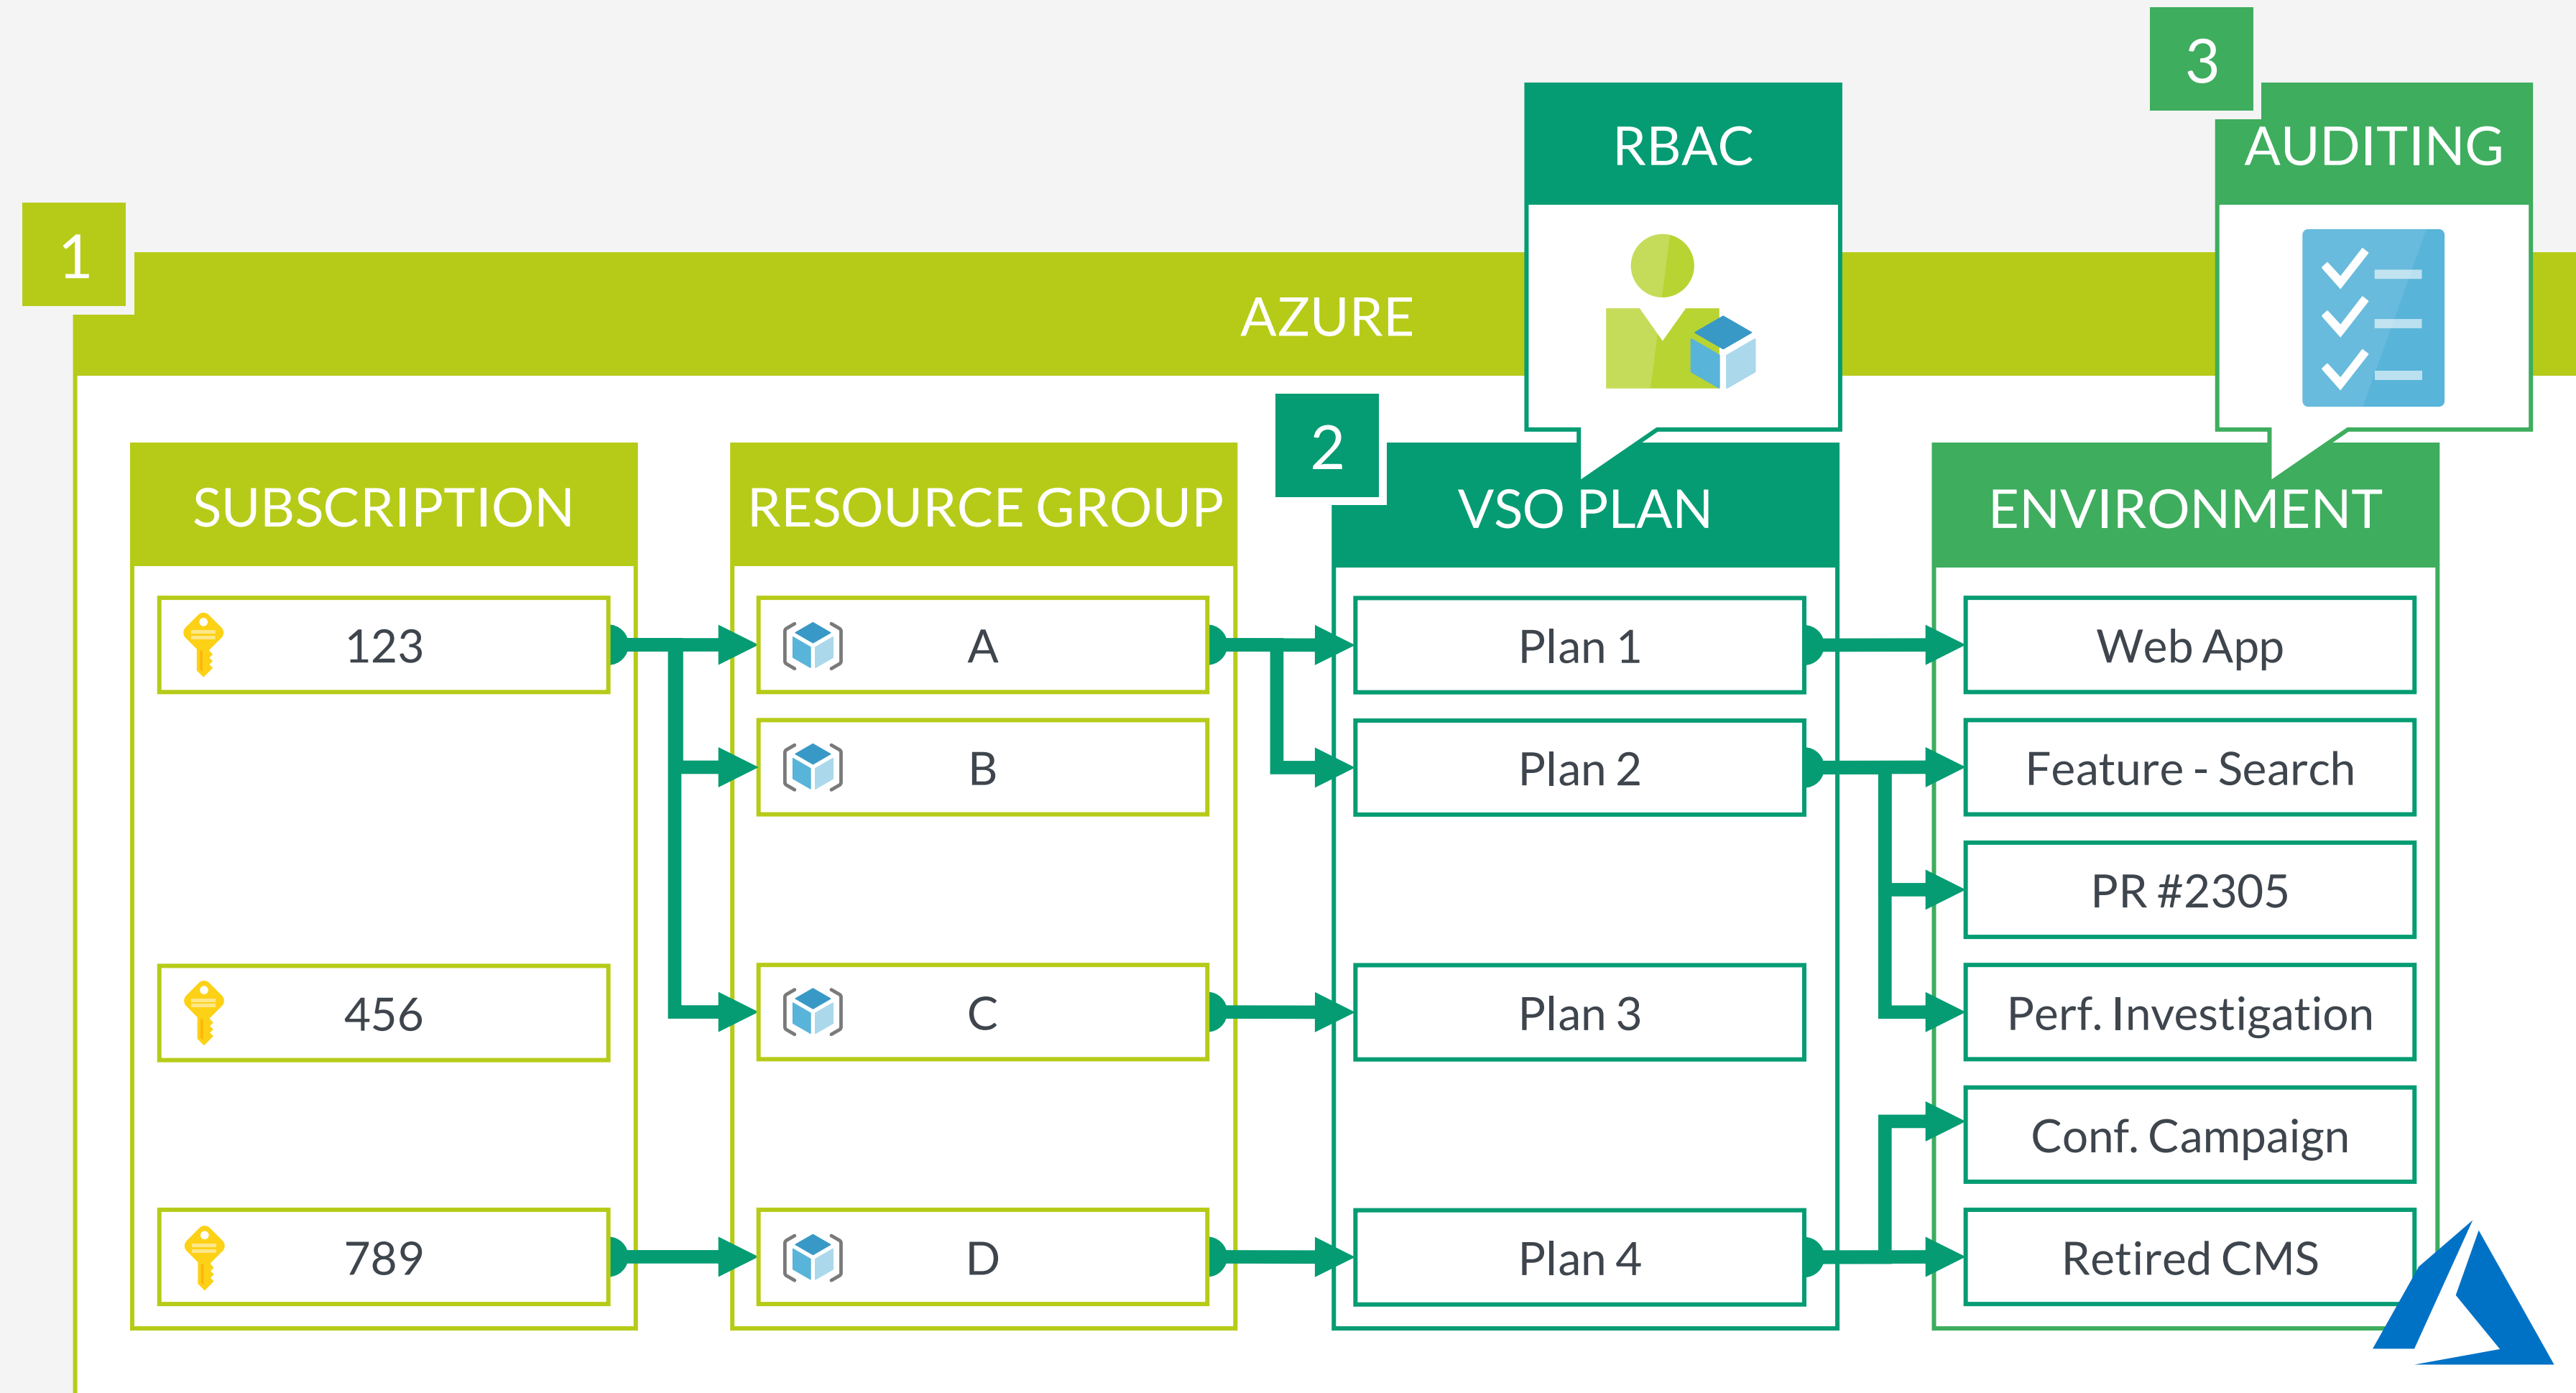 3
RBAC
AUDITING
1
AZURE
2
SUBSCRIPTION
RESOURCE GROUP
VSO PLAN
ENVIRONMENT
123
A
Plan 1
Web App
B
Plan 2
Feature - Search
PR #2305
456
C
Plan 3
Perf. Investigation
Conf. Campaign
789
D
Plan 4
Retired CMS